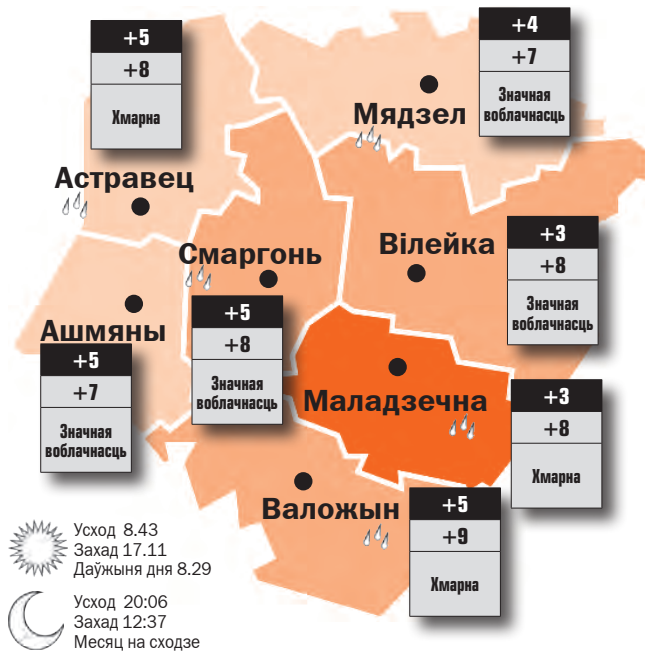 +5
+8
Хмарна
+4
+7
Значная
воблачнасць
Мядзел
Астравец
Смаргонь
Вілейка
+3
+8
Значная
воблачнасць
Ашмяны
+5
+7
Значная
воблачнасць
+5
+8
Значная
воблачнасць
Маладзечна
+3
+8
Хмарна
Валожын
+5
+9
Хмарна
Усход 8.43
Захад 17.11
Даўжыня дня 8.29
Усход 20:06
Захад 12:37
Месяц на сходзе